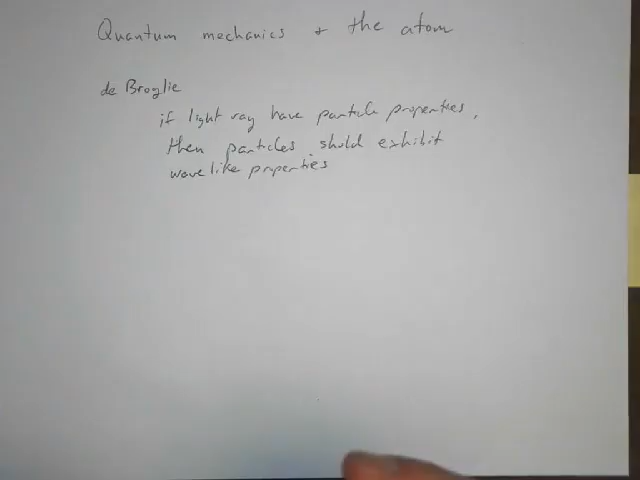 Quantum mechanics + the atom
de Broglie
if light ray have particle properties,
then particles should exhibit
wave like properties